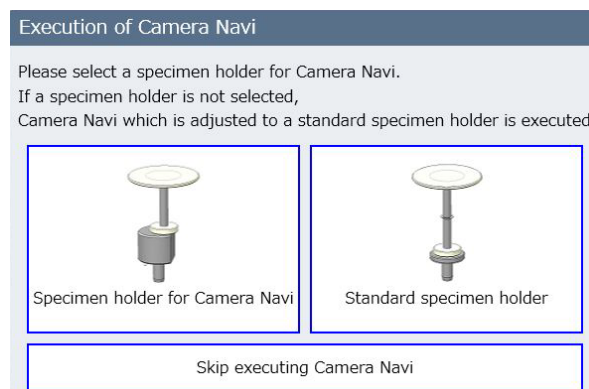 Execution of Camera Navi
Please select a specimen holder for Camera Navi.
If a specimen holder is not selected,
Camera Navi which is adjusted to a standard specimen holder is executed
Specimen holder for Camera Navi
Standard specimen holder
Skip executing Camera Navi